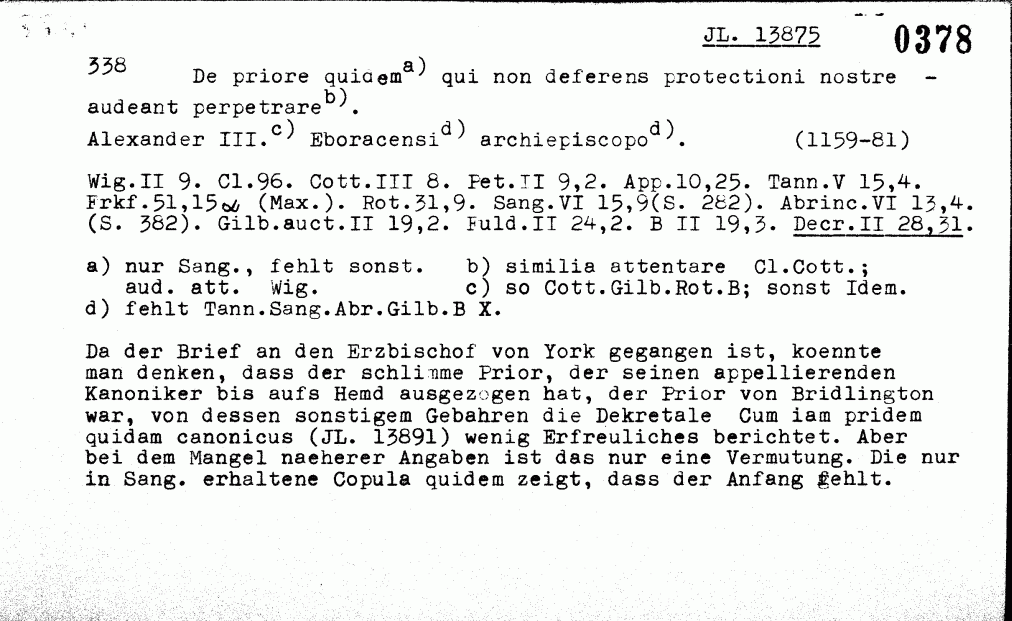 JL. 13875 0378
338 De priore quidem a) qui non deferens protectioni nostre -
audeant perpetrare b).
Alexander III. c) Eboracensi d) archiepiscopo d). (1159-81)
Wig.II 9. Cl.96. Cott.III 8. Pet.II 9,2. App.10,25. Tann.V 15,4.
Frkf.51,15 (Max.). Rot.31,9. Sang.VI 15,9(S. 282). Abrinc.VI 13,4.
(S. 382). Gilb.auct.II 19,2. Fuld.II 24,2. B II 19,3. Decr.II 28,31.
a) nur Sang., fehlt sonst. b) similia attentare Cl.Cott.;
aud. att. Wig. c) so Cott.Gilb.Rot.B; sonst Idem.
d) fehlt Tann.Sang.Abr.Gilb.B X.
Da der Brief an den Erzbischof von York gegangen ist, koennte
man denken, dass der schlimme Prior, der seinen appellierenden
Kanoniker bis aufs Hemd ausgezogen hat, der Prior von Bridlington
war, von dessen sonstigem Gebahren die Dekretale Cum iam pridem
quidam canonicus (JL. 13891) wenig Erfreuliches berichtet. Aber
bei dem Mangel naeherer Angaben ist das nur eine Vermutung. Die nur
in Sang. erhaltene Copula quidem zeigt, dass der Anfang fehlt.